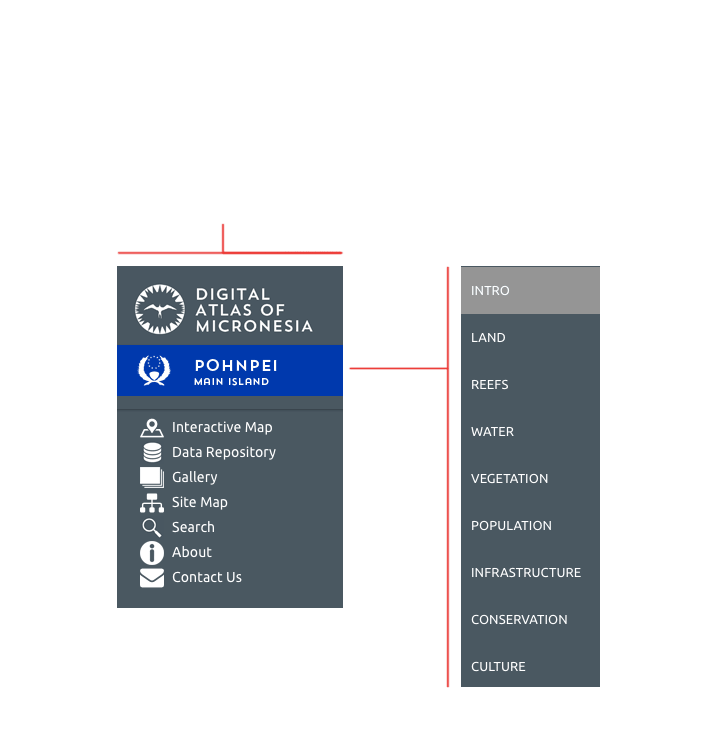 DIGITAL
ATLAS OF
MICRONESIA
POHNPEI
MAIN ISLAND
Interactive Map
Data Repository
Gallery
Site Map
Search
About
Contact Us
INTRO
LAND
REEFS
WATER
VEGETATION
POPULATION
INFRASTRUCTURE
CONSERVATION
CULTURE